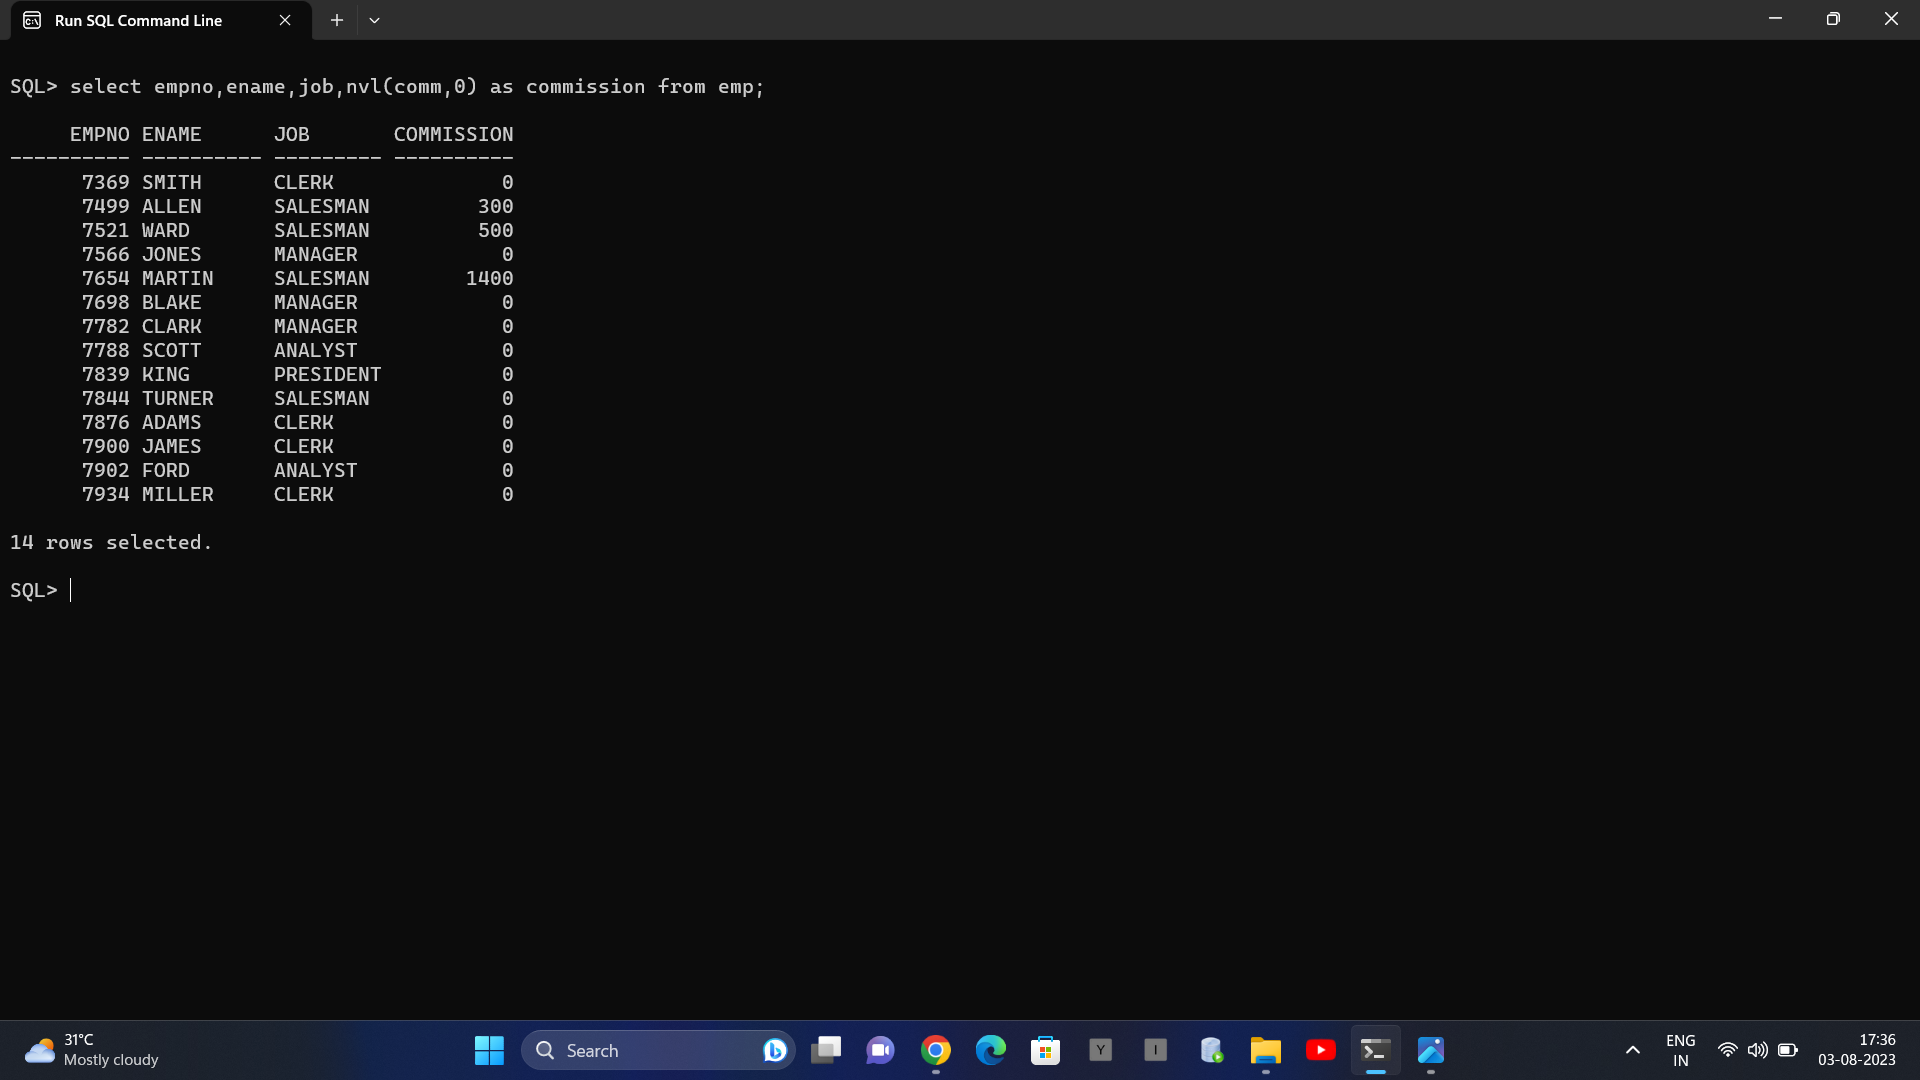 Run SQL Command Line
SQL> select empno,ename,job,nvl(comm,0) as commission from emp;
     EMPNO ENAME      JOB       COMMISSION
---------- ---------- --------- ----------
      7369 SMITH      CLERK              0
      7499 ALLEN      SALESMAN         300
      7521 WARD       SALESMAN         500
      7566 JONES      MANAGER            0
      7654 MARTIN     SALESMAN        1400
      7698 BLAKE      MANAGER            0
      7782 CLARK      MANAGER            0
      7788 SCOTT      ANALYST            0
      7839 KING       PRESIDENT          0
      7844 TURNER     SALESMAN           0
      7876 ADAMS      CLERK              0
      7900 JAMES      CLERK              0
      7902 FORD       ANALYST            0
      7934 MILLER     CLERK              0
14 rows selected.
SQL>
31°C
Mostly cloudy
Search
Y
I
ENG
IN
17:36
03-08-2023